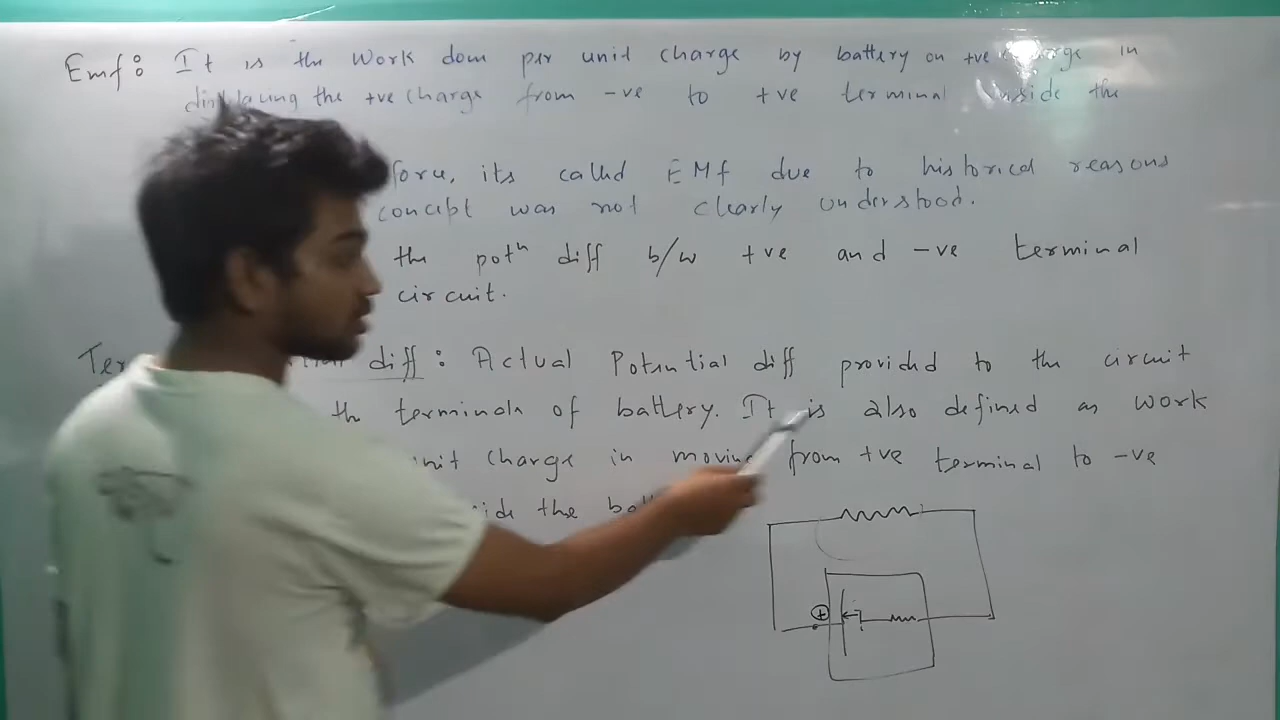 Emf: It is the work done per unit charge by battery on +ve in
the +ve charge from -ve to +ve terminal inside the
force, its called EMf due to historical reasons
concept was not clearly understood.
the potⁿ diff b/w +ve and -ve terminal
circuit.
diff : Actual Potential diff provided to the circuit
the terminals of battery. It is also defined as work
unit charge in moving from +ve terminal to -ve
the
+